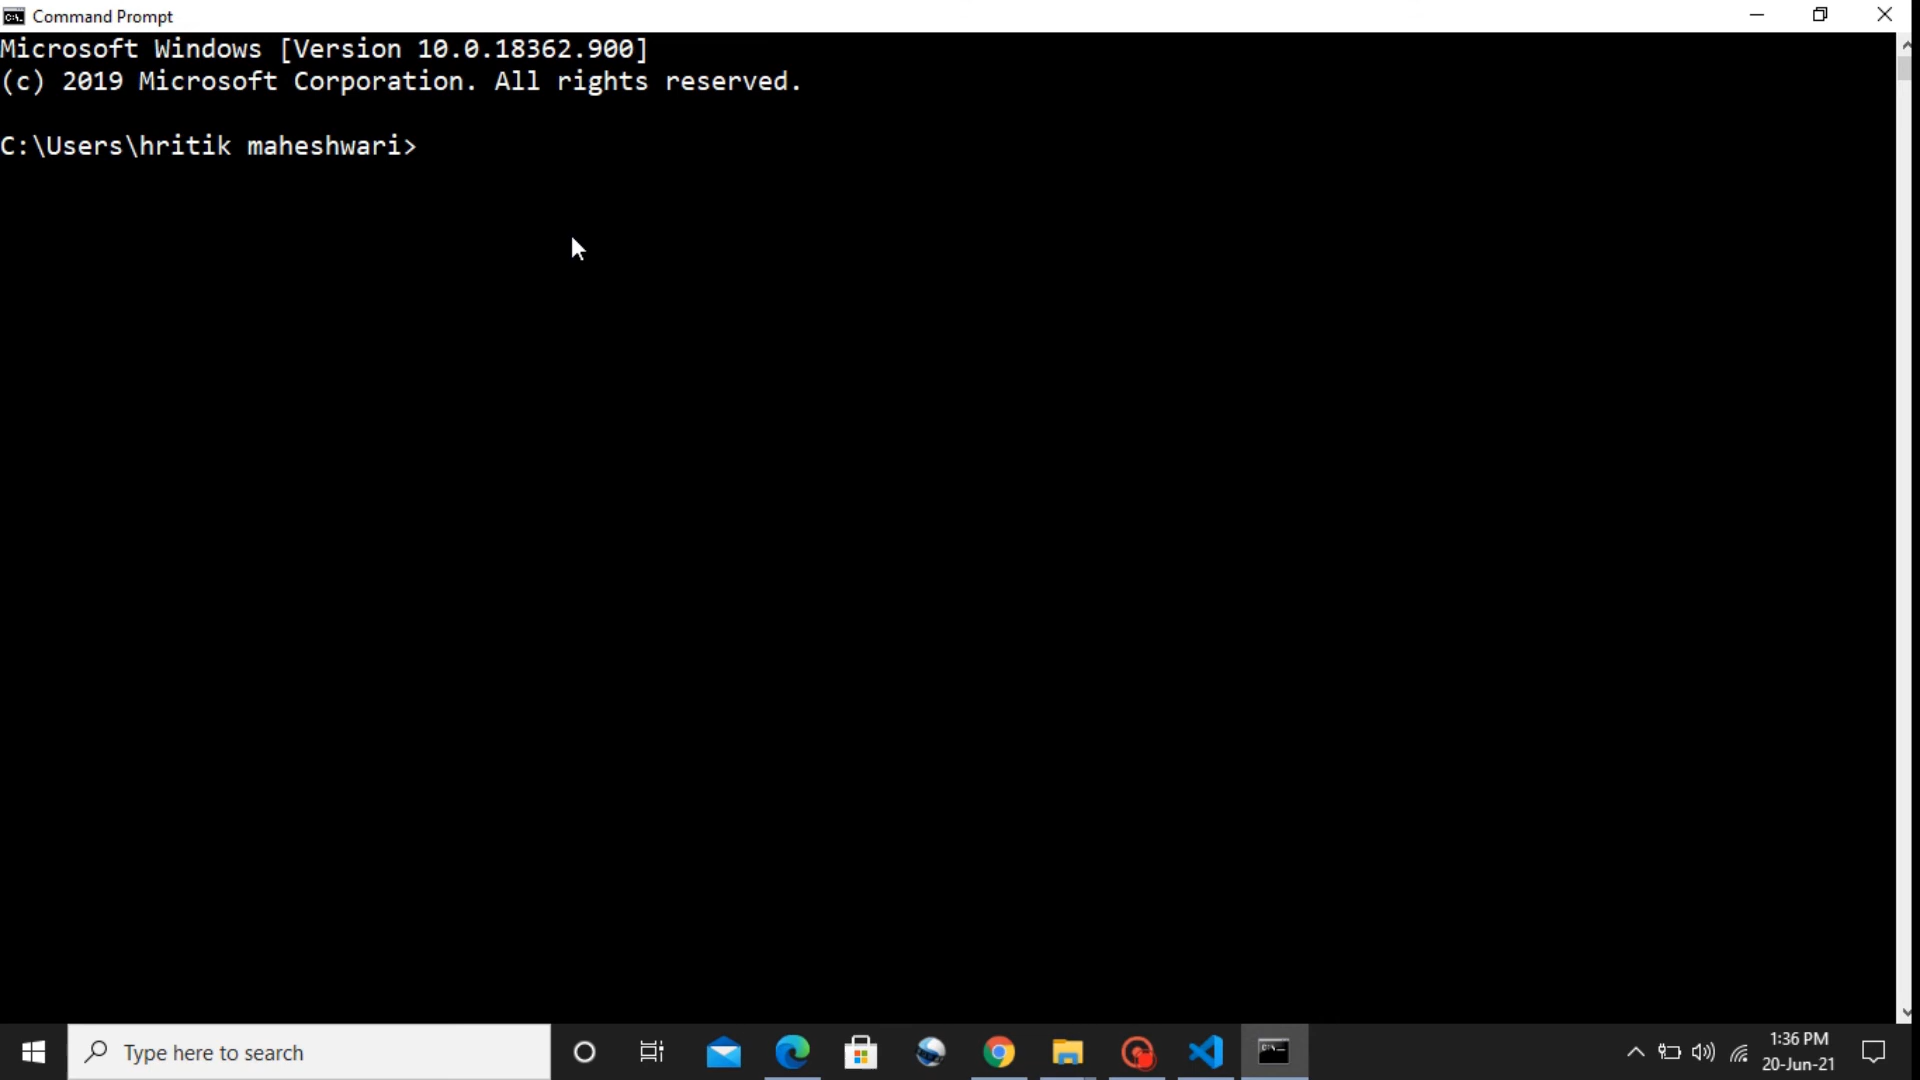 Command Prompt
Microsoft Windows [Version 10.0.18362.900]
(c) 2019 Microsoft Corporation. All rights reserved.
C:\Users\hritik maheshwari>
Type here to search
1:36 PM
20-Jun-21